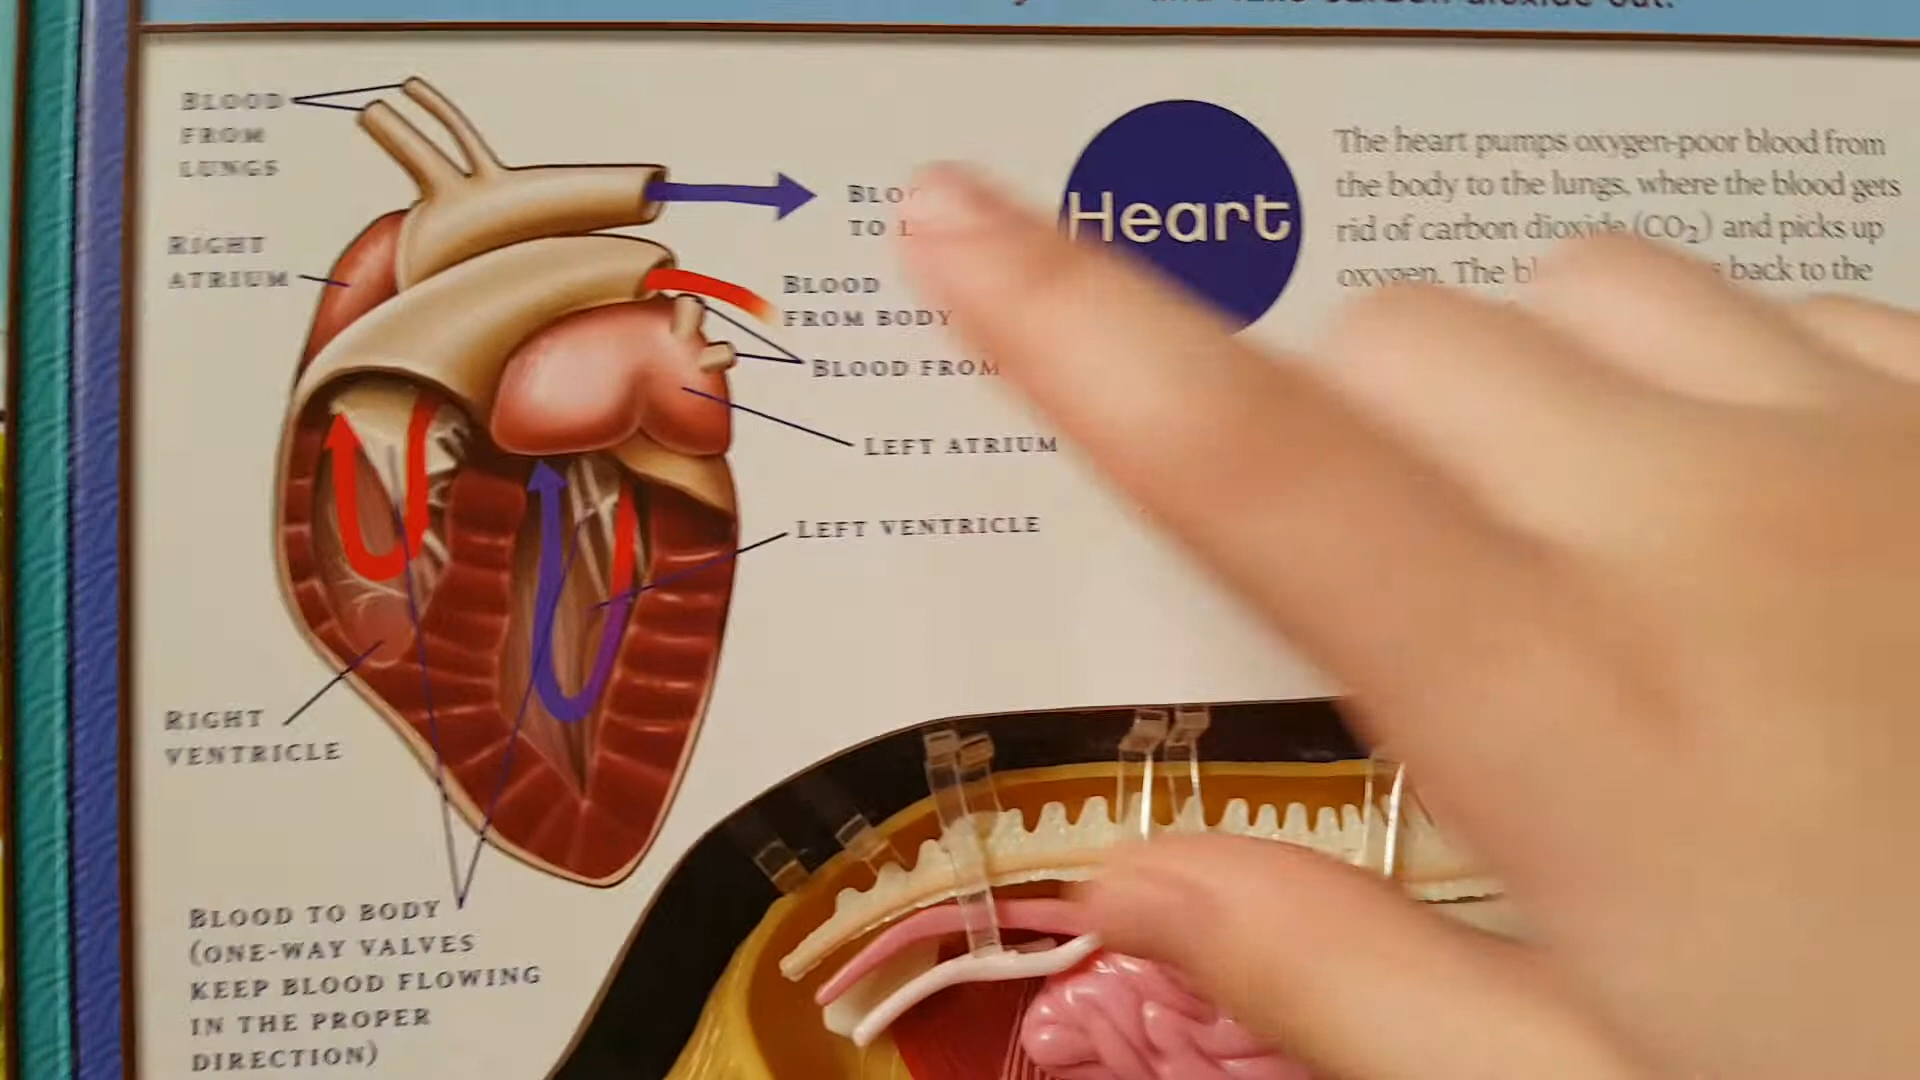 BLOOD
FROM
LUNGS
RIGHT
ATRIUM
TO
BLOOD
FROM BODY
BLOOD FROM
LEFT ATRIUM
LEFT VENTRICLE
RIGHT
VENTRICLE
BLOOD TO BODY
(ONE-WAY VALVES
KEEP BLOOD FLOWING
IN THE PROPER
DIRECTION)
Heart
The heart pumps oxygen-poor blood from
the body to the lungs, where the blood gets
rid of carbon dioxide (CO₂) and picks up
oxygen. The back to the